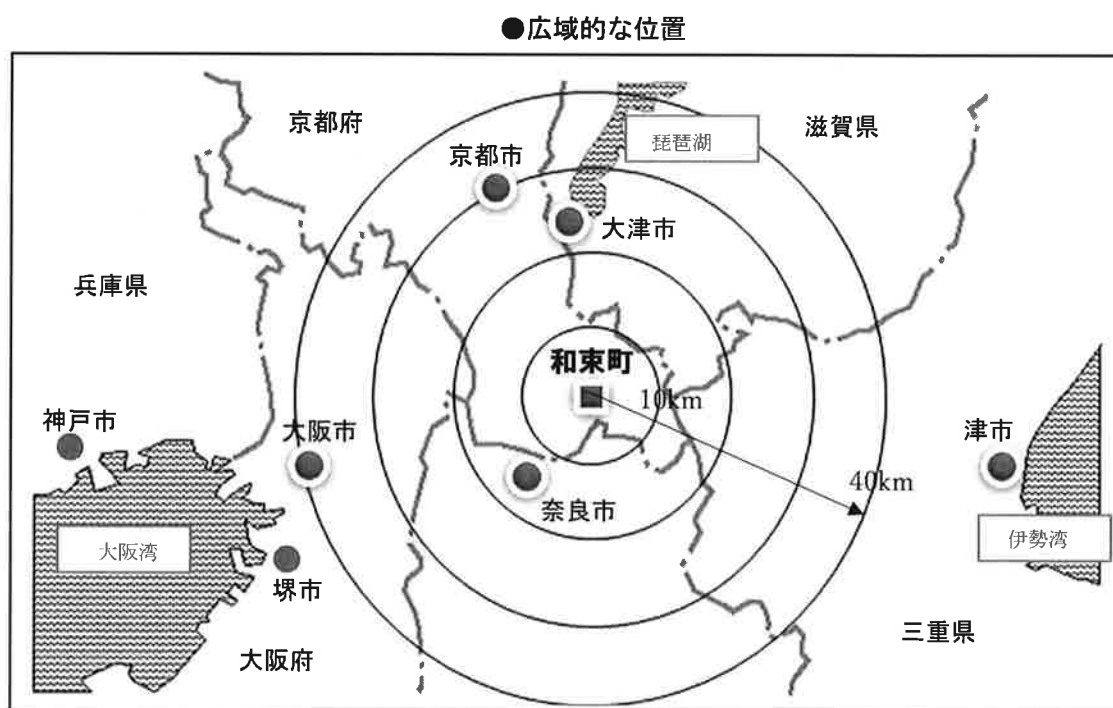 ●広域的な位置
京都府
滋賀県
琵琶湖
京都市
大津市
兵庫県
和束町
10km
神戸市
大阪市
津市
40km
奈良市
大阪湾
伊勢湾
堺市
三重県
大阪府